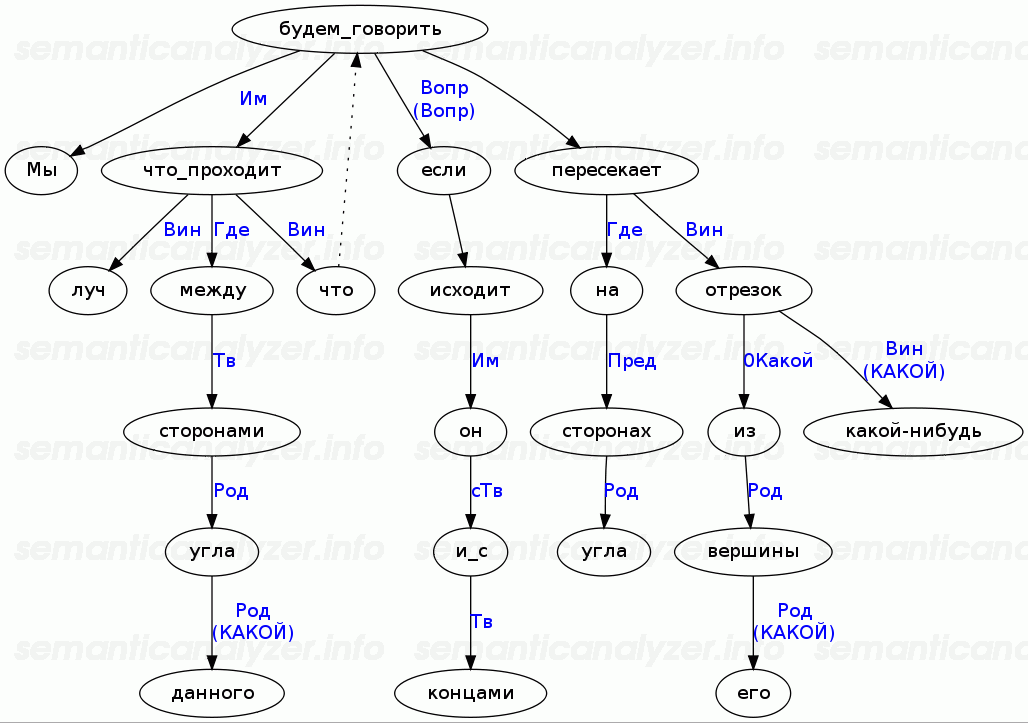 будем_говорить
Им
Вопр
(Вопр)
Мы
что_проходит
если
пересекает
Вин
Где
Вин
Где
Вин
луч
между
что
исходит
на
отрезок
Тв
Им
Пред
0Какой
Вин
(КАКОЙ)
сторонами
он
сторонах
из
какой-нибудь
Род
сТв
Род
Род
угла
и_с
угла
вершины
Род
(КАКОЙ)
Тв
Род
(КАКОЙ)
данного
концами
его
semanticanalyzer.info